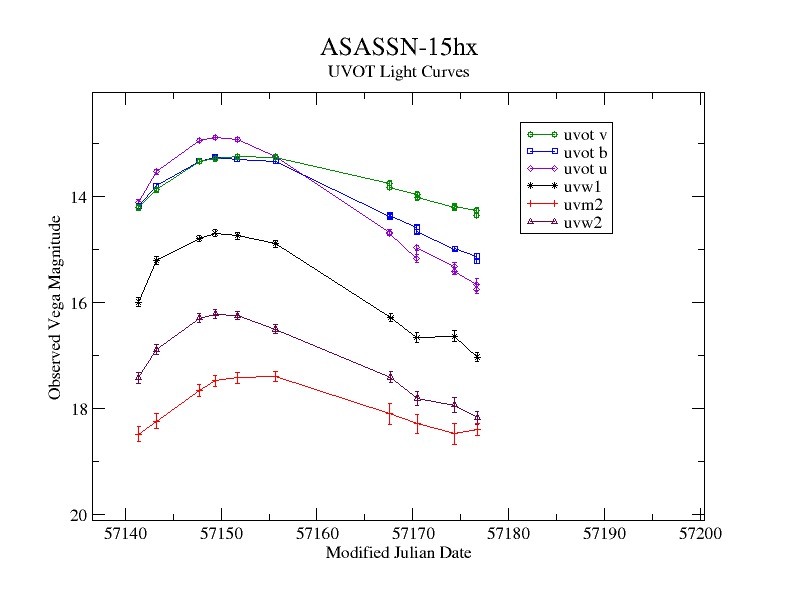 ASASSN-15hx
UVOT Light Curves
uvot v
uvot b
uvot u
uvw1
uvm2
uvw2
Observed Vega Magnitude
14
16
18
20
57140 57150 57160 57170 57180 57190 57200
Modified Julian Date